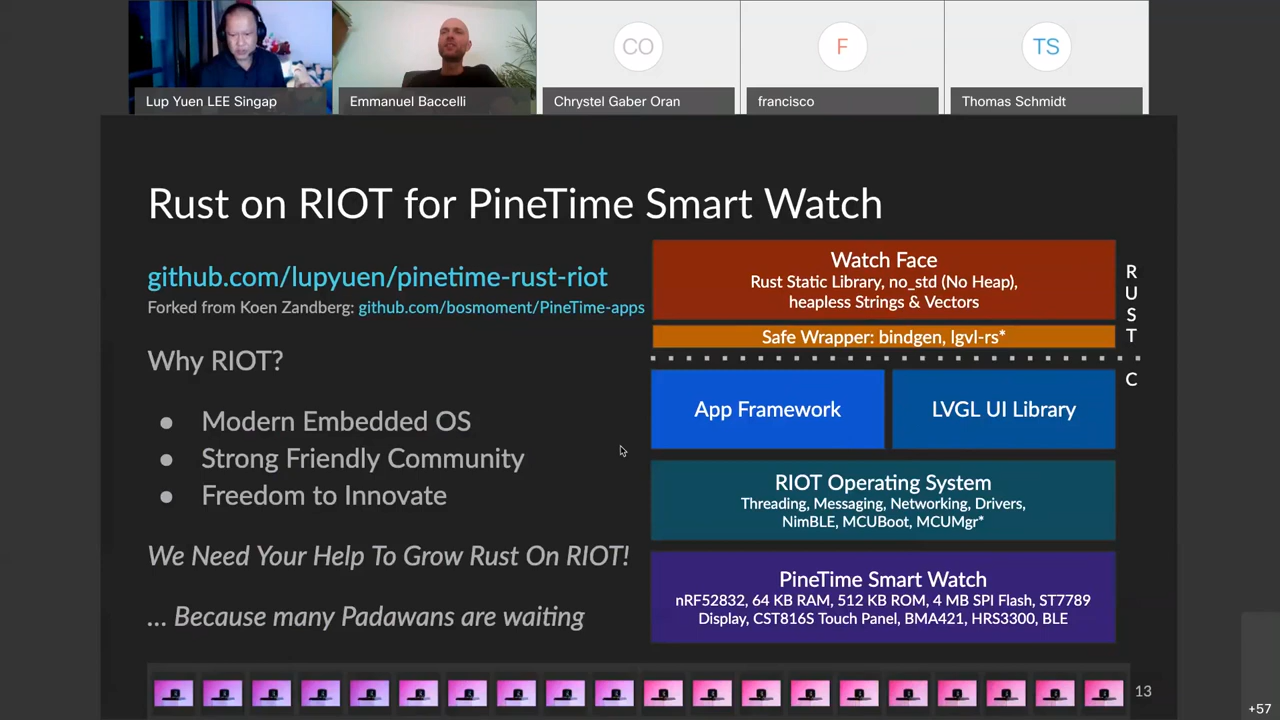 Lup Yuen LEE Singap
Emmanuel Baccelli
CO
Chrystel Gaber Oran
F
francisco
TS
Thomas Schmidt
Rust on RIOT for PineTime Smart Watch
github.com/lupyuen/pinetime-rust-riot
Forked from Koen Zandberg: github.com/bosmoment/PineTime-apps
Why RIOT?
● Modern Embedded OS
● Strong Friendly Community
● Freedom to Innovate
We Need Your Help To Grow Rust On RIOT!
... Because many Padawans are waiting
Watch Face
Rust Static Library, no_std (No Heap),
heapless Strings & Vectors
Safe Wrapper: bindgen, lgvl-rs*
R
U
S
T
C
App Framework
LVGL UI Library
RIOT Operating System
Threading, Messaging, Networking, Drivers,
NimBLE, MCUBoot, MCUMgr*
PineTime Smart Watch
nRF52832, 64 KB RAM, 512 KB ROM, 4 MB SPI Flash, ST7789
Display, CST816S Touch Panel, BMA421, HRS3300, BLE
13
+57